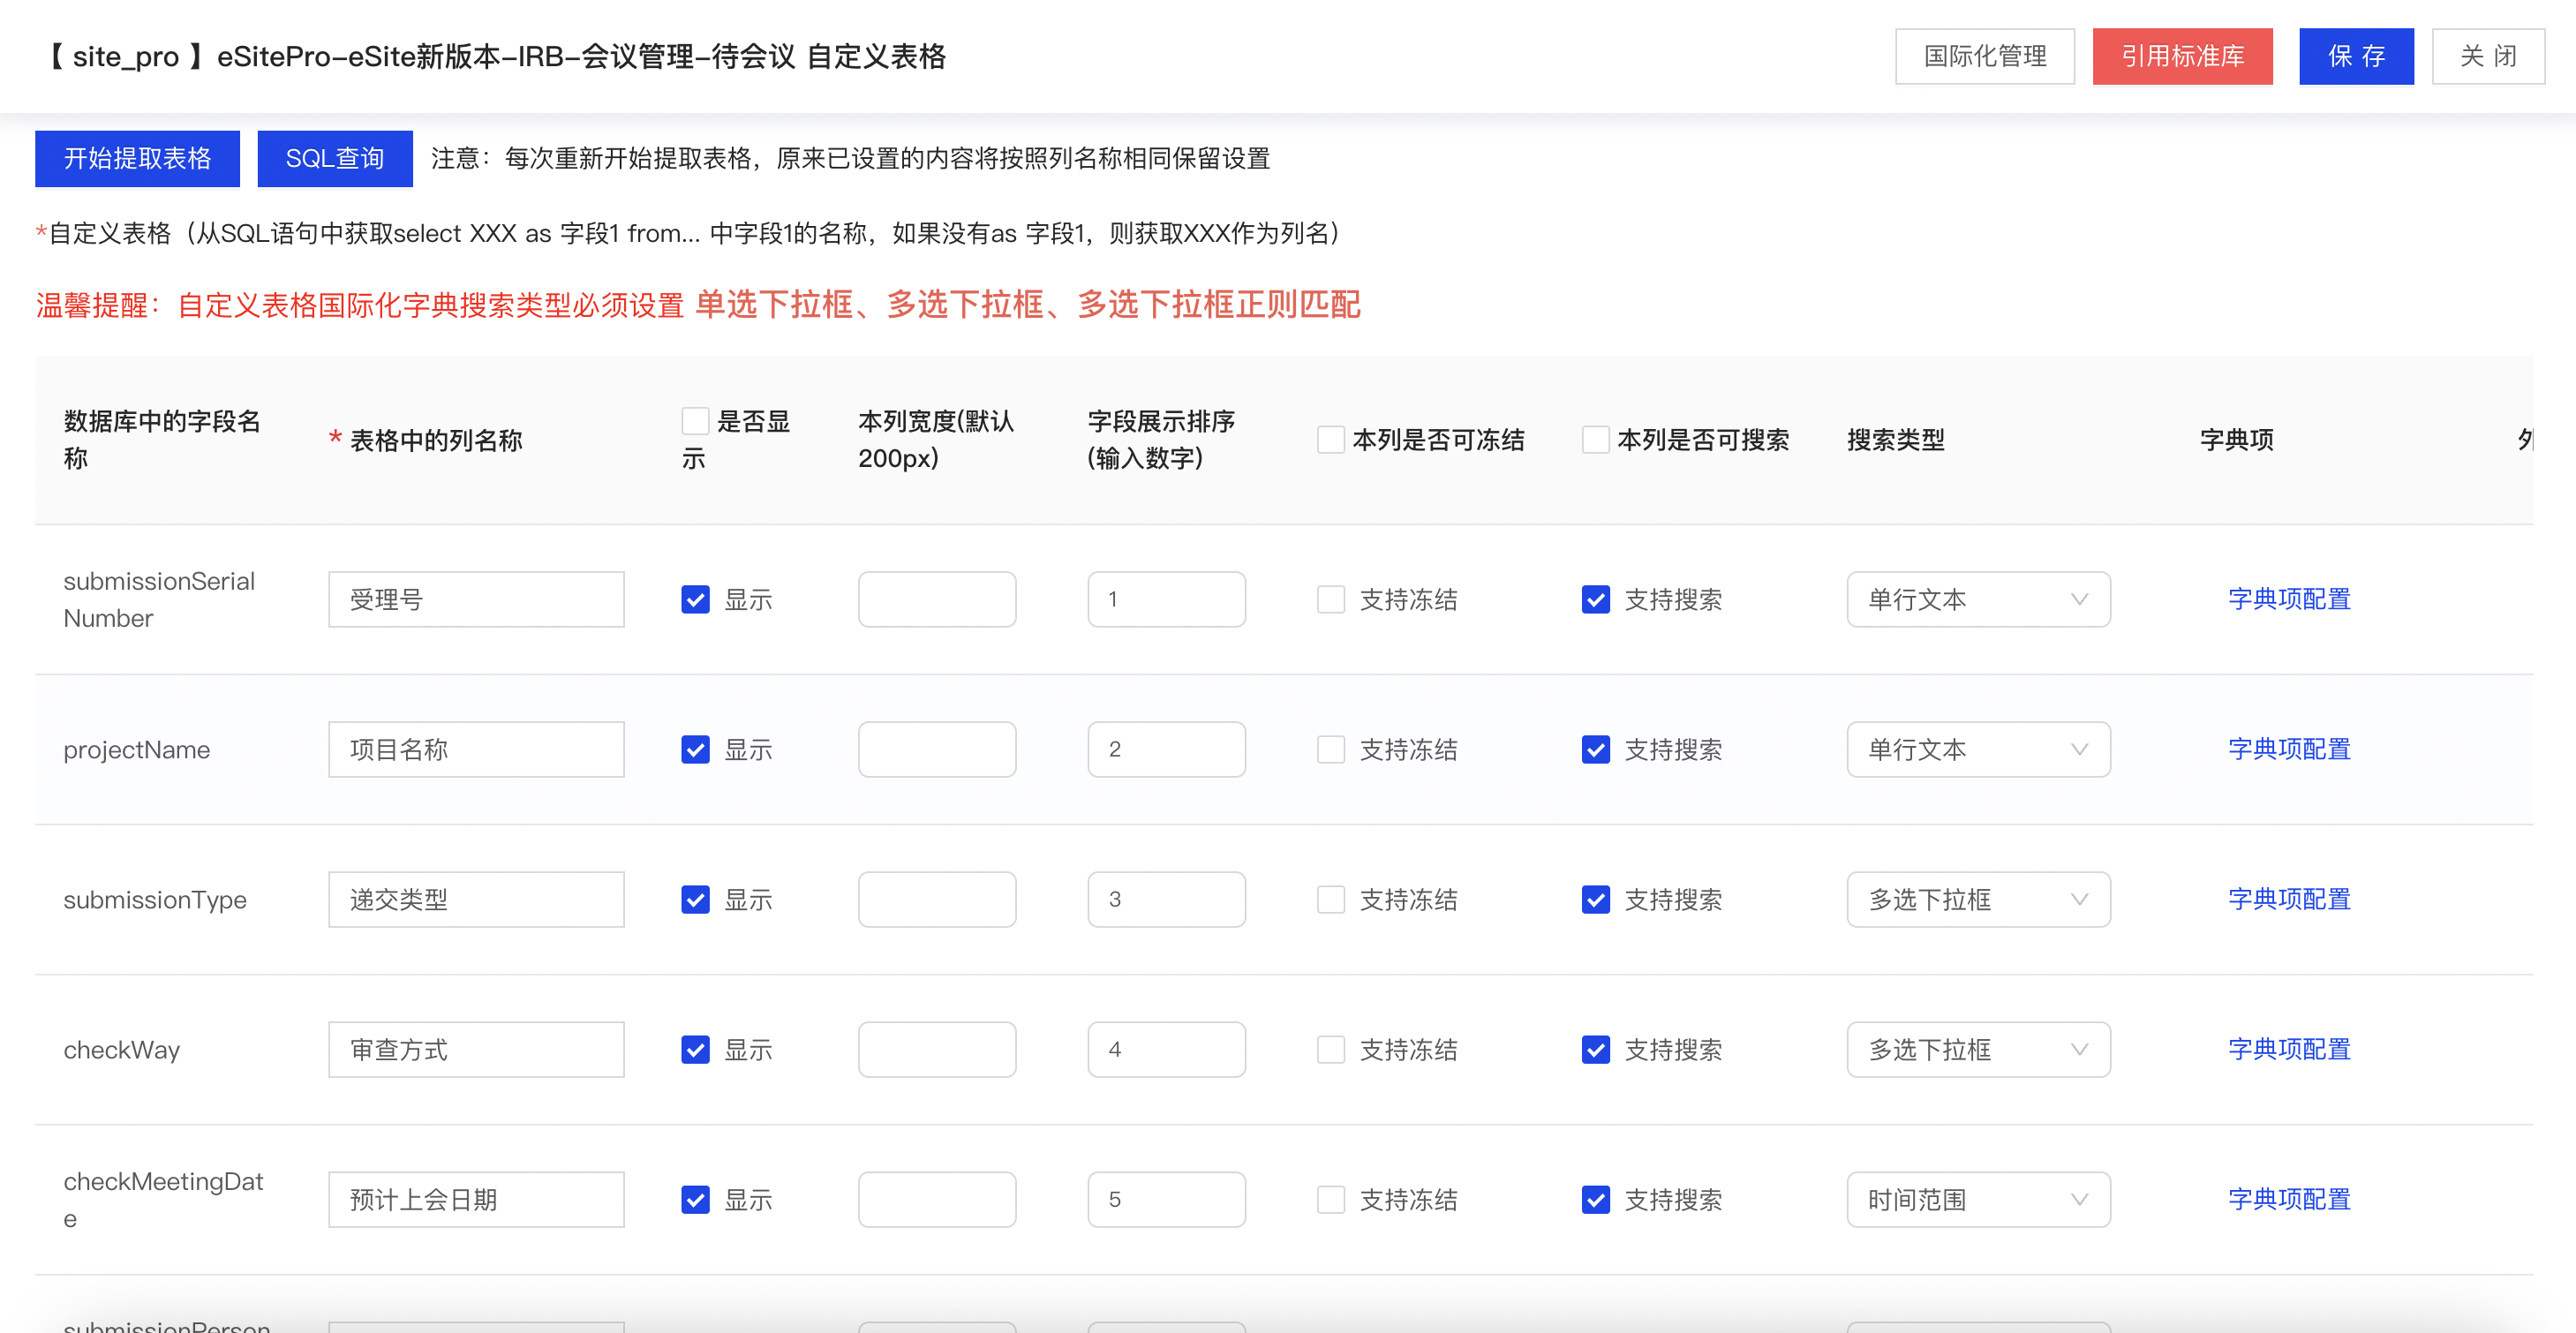 【 site_pro 】eSitePro-eSite新版本-IRB-会议管理-待会议 自定义表格
国际化管理
引用标准库
保 存
关 闭
开始提取表格
SQL查询
注意：每次重新开始提取表格，原来已设置的内容将按照列名称相同保留设置
*自定义表格（从SQL语句中获取select XXX as 字段1 from... 中字段1的名称，如果没有as 字段1，则获取XXX作为列名）
温馨提醒：自定义表格国际化字典搜索类型必须设置 单选下拉框、多选下拉框、多选下拉框正则匹配
数据库中的字段名
称
* 表格中的列名称
是否显
示
本列宽度(默认
200px)
字段展示排序
(输入数字)
本列是否可冻结
本列是否可搜索
搜索类型
字典项
submissionSerial
Number
受理号
显示
1
支持冻结
支持搜索
单行文本
字典项配置
projectName
项目名称
显示
2
支持冻结
支持搜索
单行文本
字典项配置
submissionType
递交类型
显示
3
支持冻结
支持搜索
多选下拉框
字典项配置
checkWay
审查方式
显示
4
支持冻结
支持搜索
多选下拉框
字典项配置
checkMeetingDat
e
预计上会日期
显示
5
支持冻结
支持搜索
时间范围
字典项配置
submissionPerson